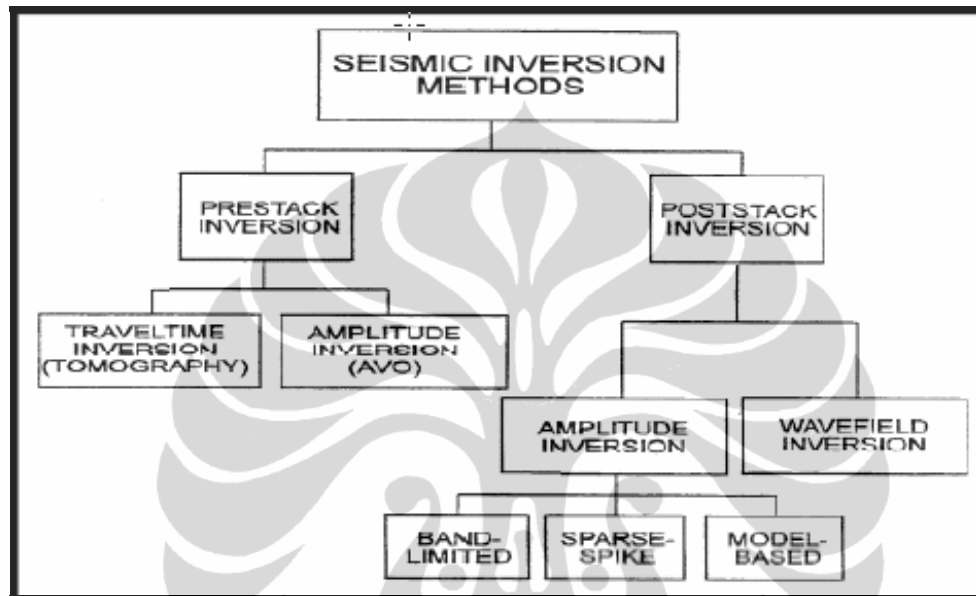 SEISMIC INVERSION
METHODS
PRESTACK
INVERSION
POSTSTACK
INVERSION
TRAVELTIME
INVERSION
(TOMOGRAPHY)
AMPLITUDE
INVERSION
(AVO)
AMPLITUDE
INVERSION
WAVEFIELD
INVERSION
BAND-
LIMITED
SPARSE-
SPIKE
MODEL-
BASED